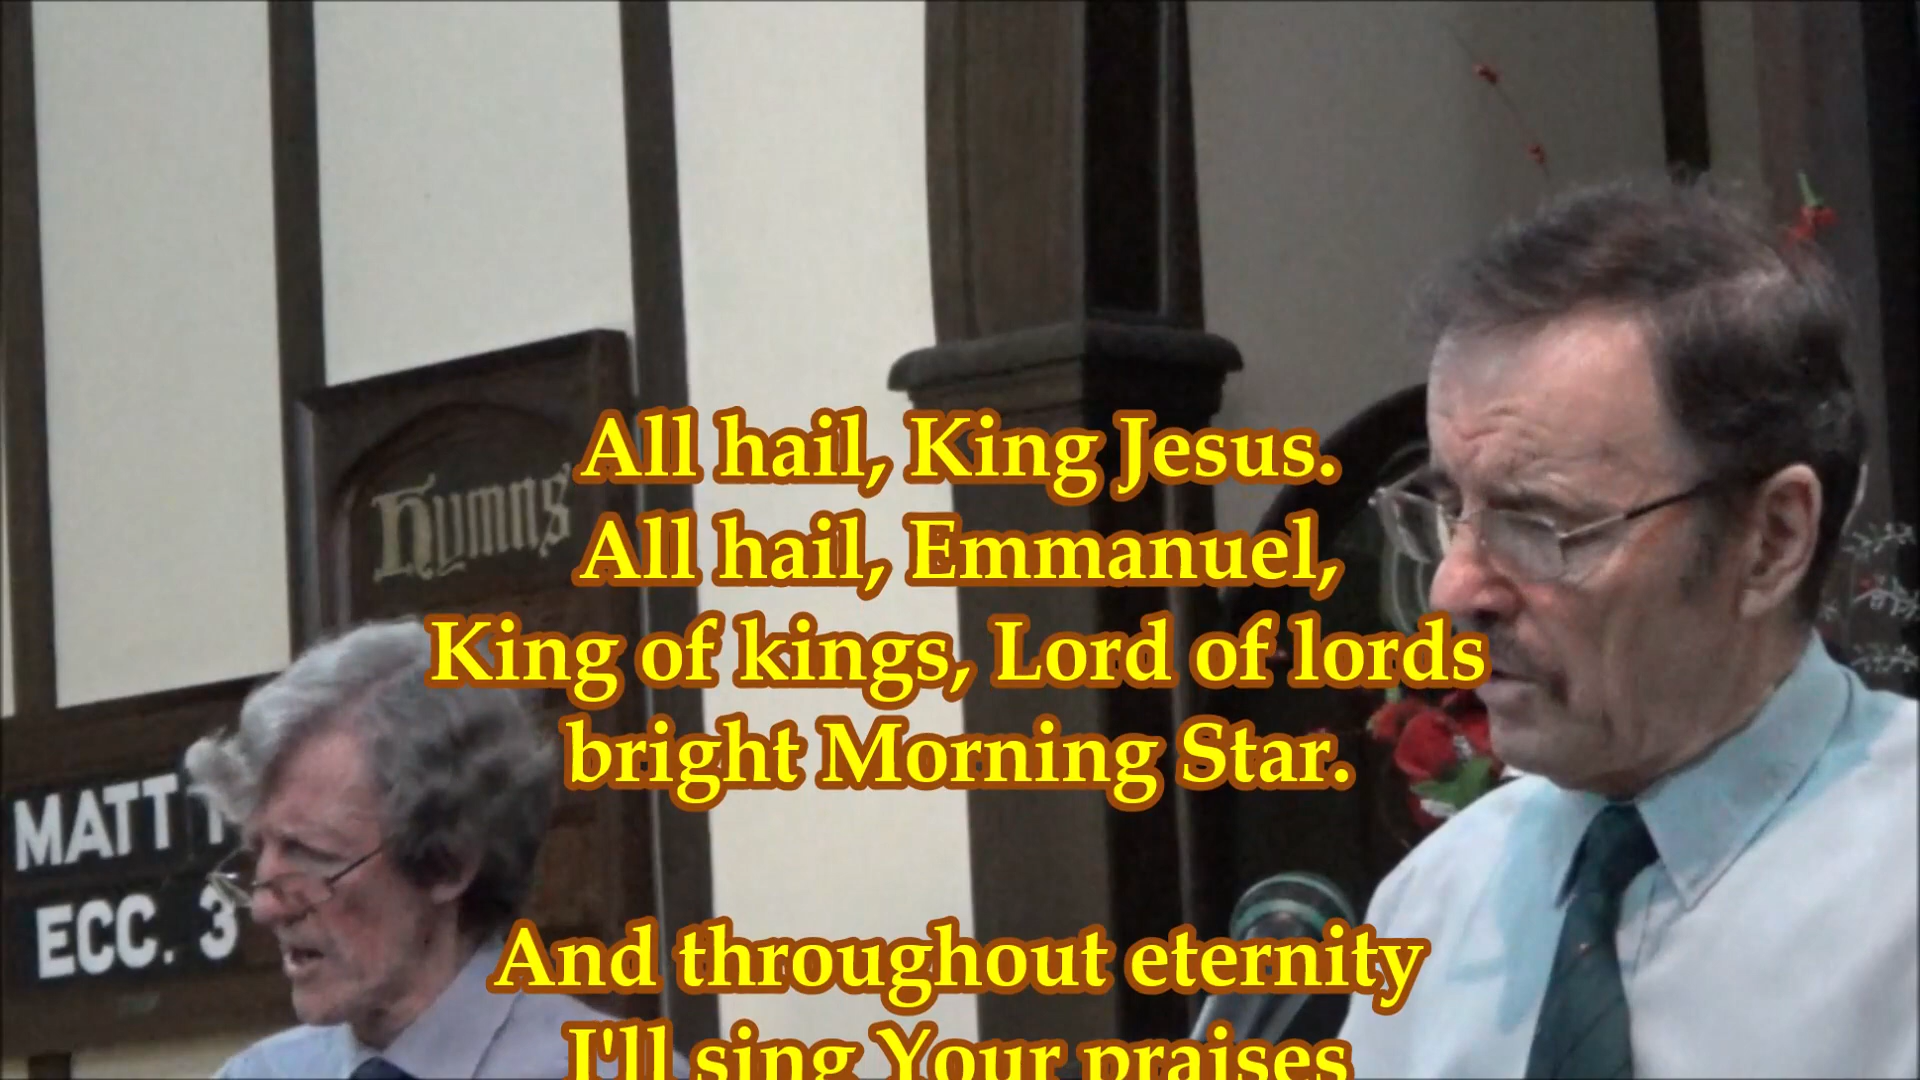 Hymns
All hail, King Jesus.
All hail, Emmanuel,
King of kings, Lord of lords
bright Morning Star.
MATT
ECC. 3
And throughout eternity
I'll sing Your praises